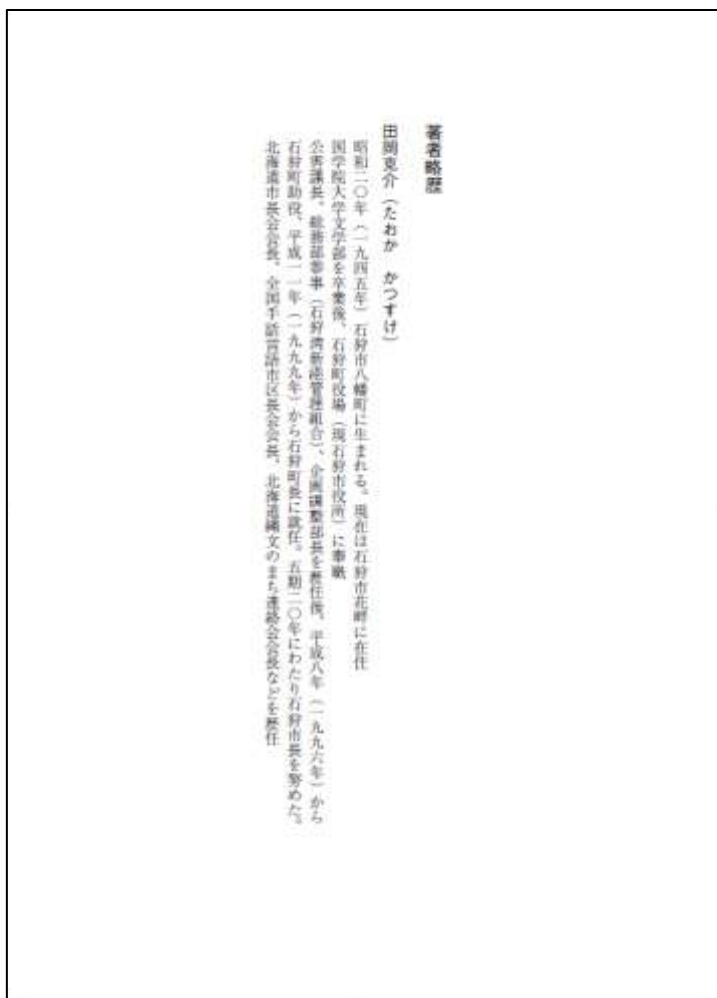 著者略歴
田岡克介（たおか　かつすけ）
昭和二〇年（一九四五年）石狩市八幡町に生まれる。現在は石狩市花畔に在住
国学院大学文学部を卒業後、石狩町役場（現石狩市役所）に奉職
公害課長、総務部参事（石狩湾新港管理組合）、企画調整部長を歴任後、平成八年（一九九六年）から
石狩町助役、平成一一年（一九九九年）から石狩町長に就任。五期二〇年にわたり石狩市長を努めた。
北海道市長会会長、全国手話言語市区長会会長、北海道縄文のまち連絡会会長などを歴任